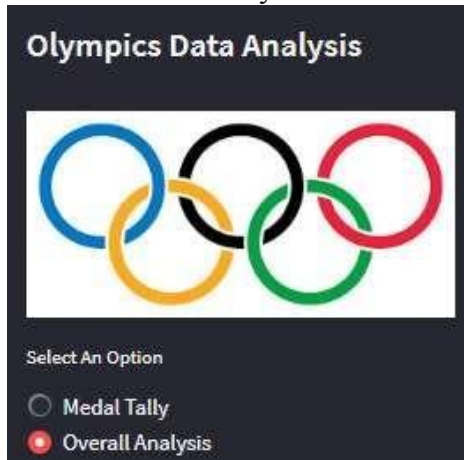 Olympics Data Analysis
Select An Option
Medal Tally
Overall Analysis